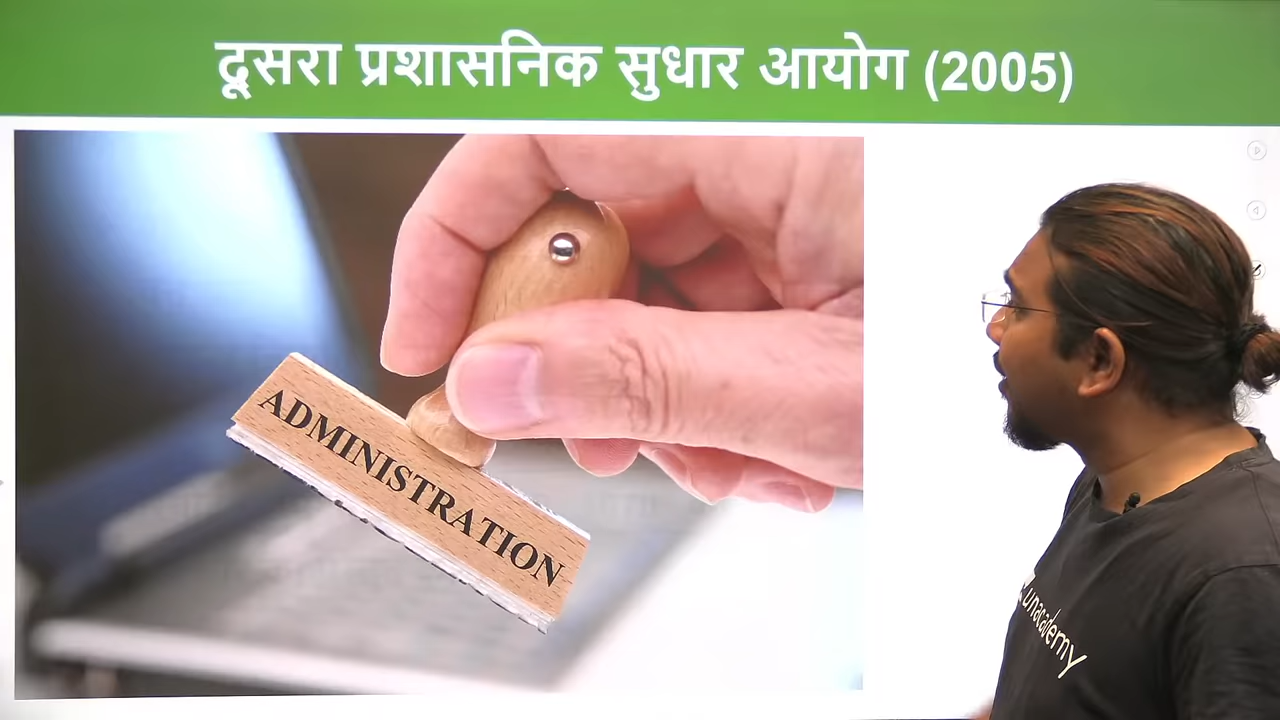 दूसरा प्रशासनिक सुधार आयोग (2005)
ADMINISTRATION
unacademy